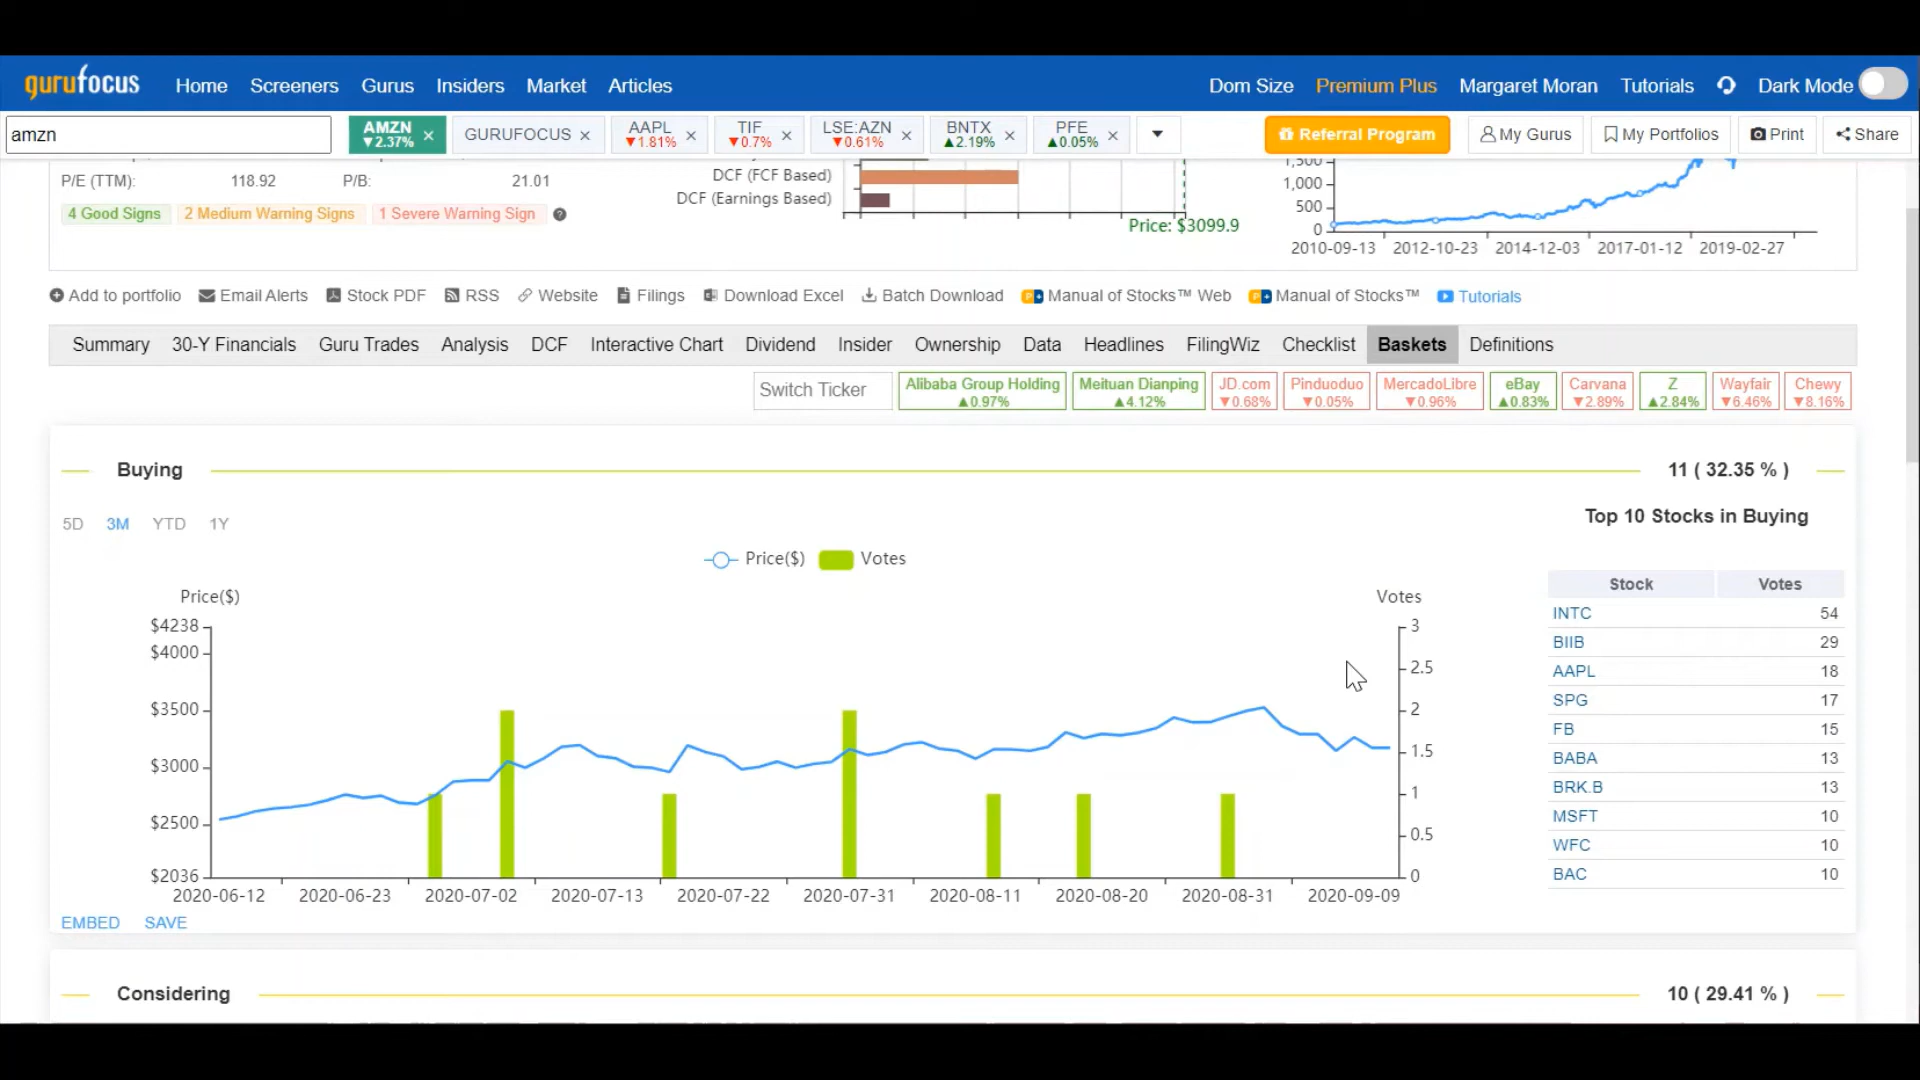 gurufocus Home Screeners Gurus Insiders Market Articles Dom Size Premium Plus Margaret Moran Tutorials Dark Mode
amzn AMZN ▼2.37% × GURUFOCUS × AAPL ▼1.81% × TIF ▼0.7% × LSE:AZN ▼0.61% × BNTX ▲2.19% × PFE ▲0.05% × Referral Program My Gurus My Portfolios Print Share
P/E (TTM): 118.92 P/B: 21.01
4 Good Signs 2 Medium Warning Signs 1 Severe Warning Sign
DCF (FCF Based)
DCF (Earnings Based)
Price: $3099.9
1,500
1,000
500
0
2010-09-13 2012-10-23 2014-12-03 2017-01-12 2019-02-27
Add to portfolio Email Alerts Stock PDF RSS Website Filings Download Excel Batch Download Manual of Stocks™ Web Manual of Stocks™ Tutorials
Summary 30-Y Financials Guru Trades Analysis DCF Interactive Chart Dividend Insider Ownership Data Headlines FilingWiz Checklist Baskets Definitions
Switch Ticker Alibaba Group Holding Meituan Dianping JD.com Pinduoduo MercadoLibre eBay Carvana Z Wayfair Chewy
▲0.97% ▲4.12% ▼0.68% ▼0.05% ▼0.96% ▲0.83% ▼2.89% ▲2.84% ▼6.46% ▼8.16%
Buying 11 ( 32.35 % )
5D 3M YTD 1Y
Price($) Votes
Price($) Votes
$4238
$4000
$3500
$3000
$2500
$2036
3
2.5
2
1.5
1
0.5
0
2020-06-12 2020-06-23 2020-07-02 2020-07-13 2020-07-22 2020-07-31 2020-08-11 2020-08-20 2020-08-31 2020-09-09
EMBED SAVE
Top 10 Stocks in Buying
Stock Votes
INTC 54
BIIB 29
AAPL 18
SPG 17
FB 15
BABA 13
BRK.B 13
MSFT 10
WFC 10
BAC 10
Considering 10 ( 29.41 % )